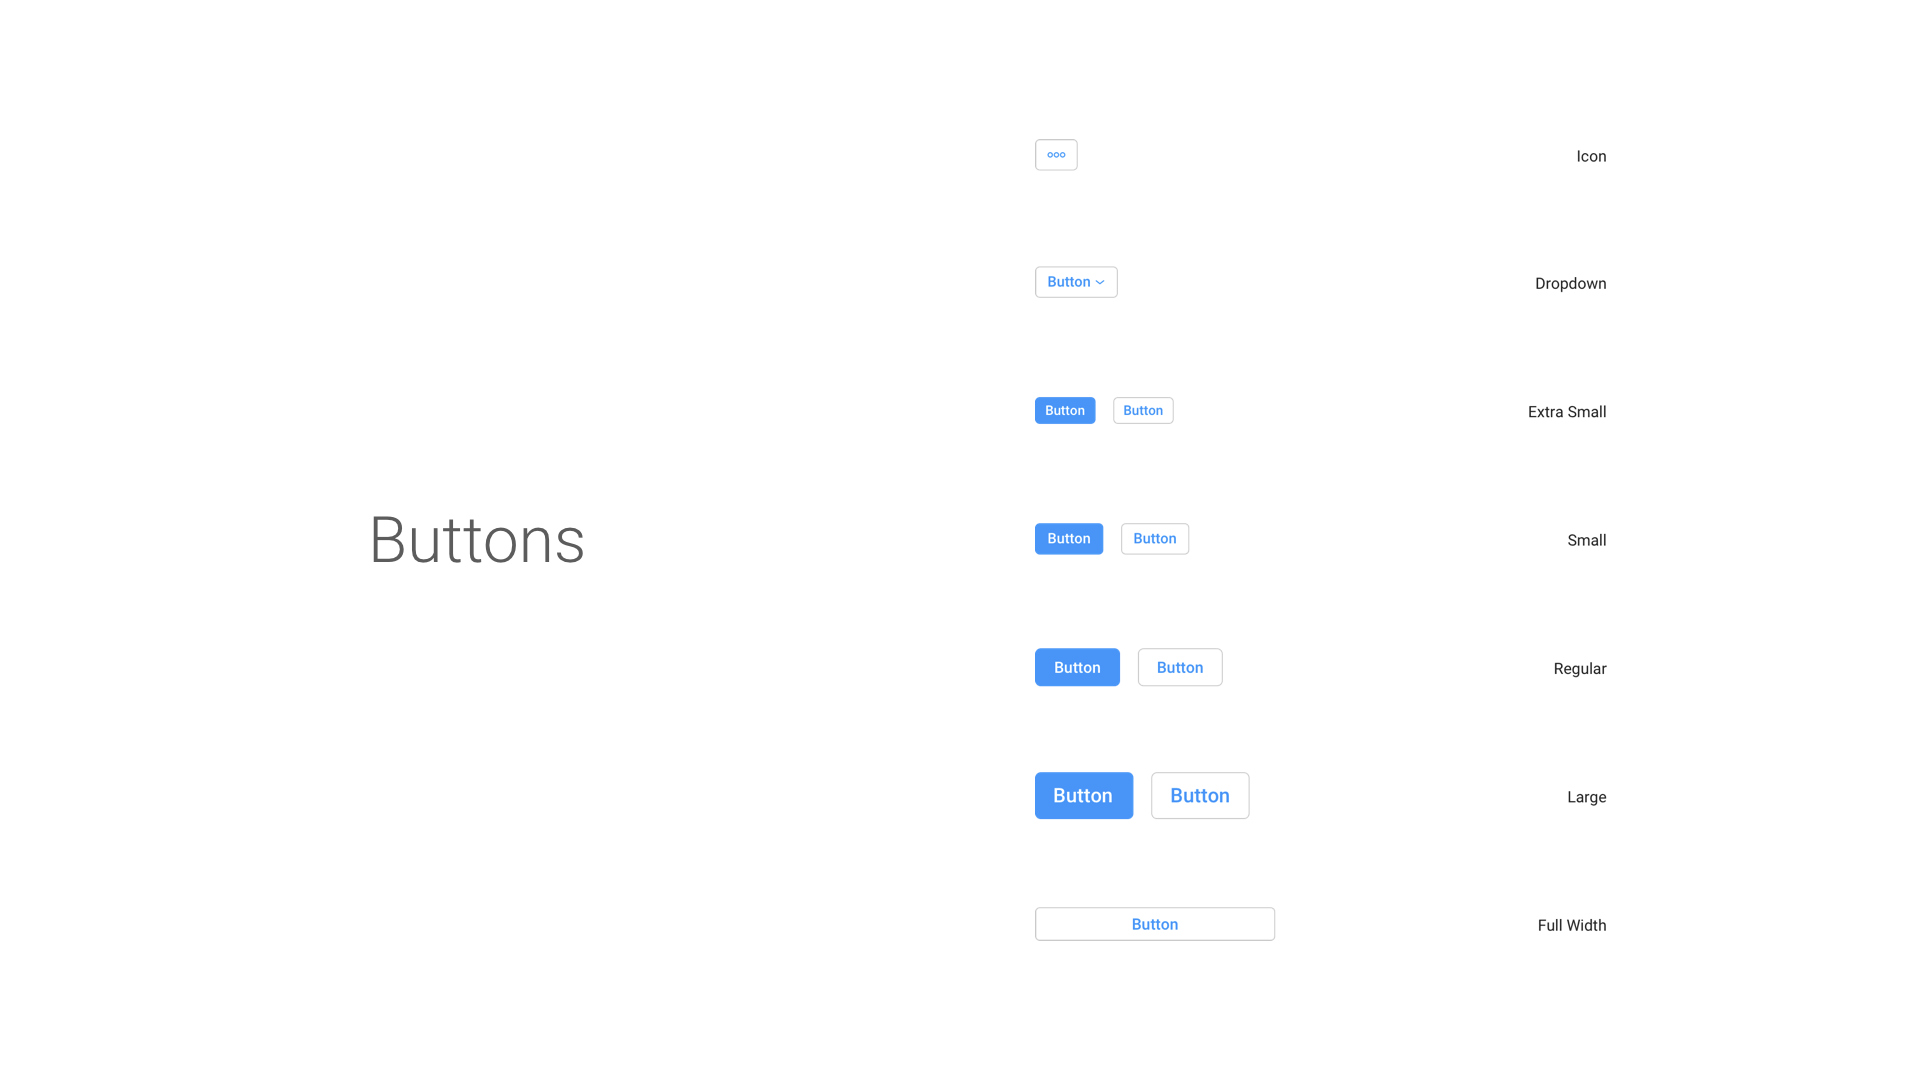 Buttons
Icon
Button
Dropdown
Button Button
Extra Small
Button Button
Small
Button Button
Regular
Button Button
Large
Button
Full Width